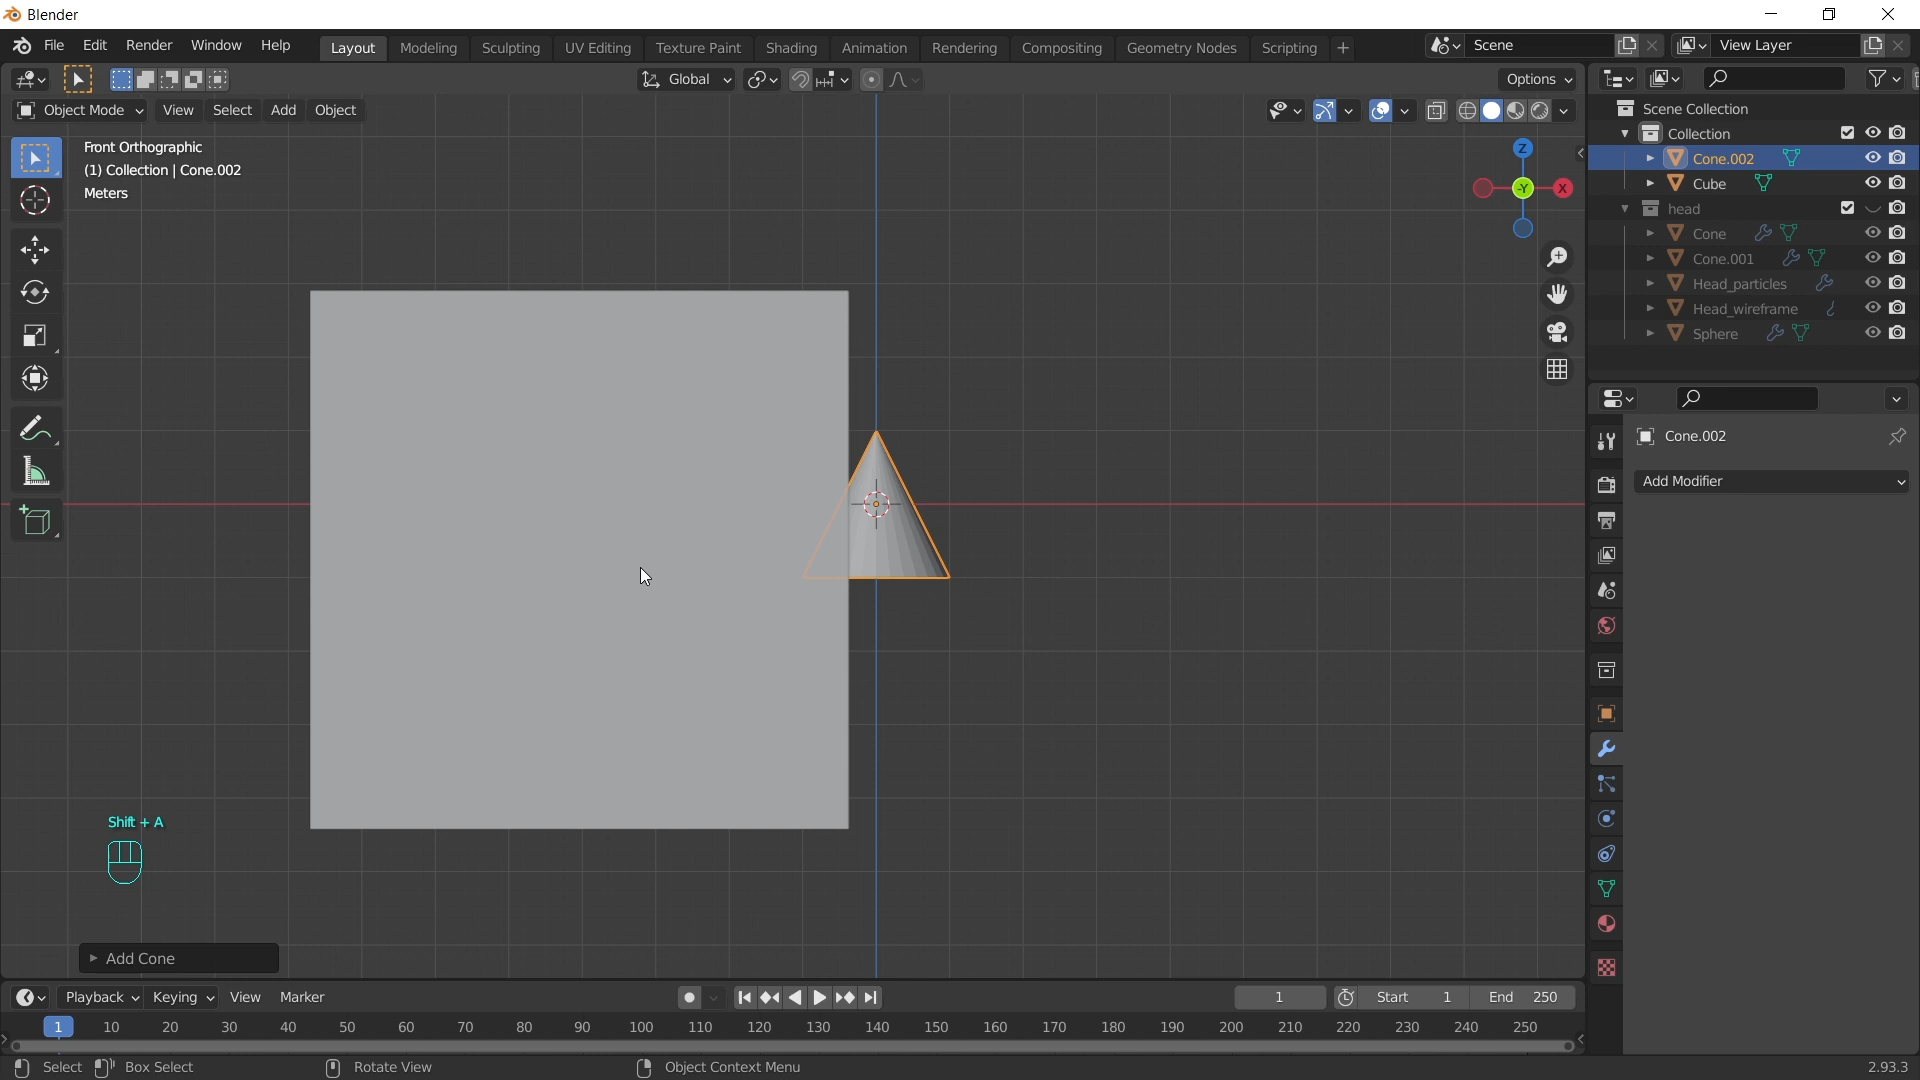 Blender
File Edit Render Window Help
Layout Modeling Sculpting UV Editing Texture Paint Shading Animation Rendering Compositing Geometry Nodes Scripting +
Scene
View Layer
Global
Options
Object Mode View Select Add Object
Front Orthographic
(1) Collection | Cone.002
Meters
Z
-Y
X
Scene Collection
Collection
Cone.002
Cube
head
Cone
Cone.001
Head_particles
Head_wireframe
Sphere
Cone.002
Add Modifier
Shift + A
Add Cone
Playback Keying View Marker
1
Start 1
End 250
1 10 20 30 40 50 60 70 80 90 100 110 120 130 140 150 160 170 180 190 200 210 220 230 240 250
Select Box Select Rotate View Object Context Menu 2.93.3